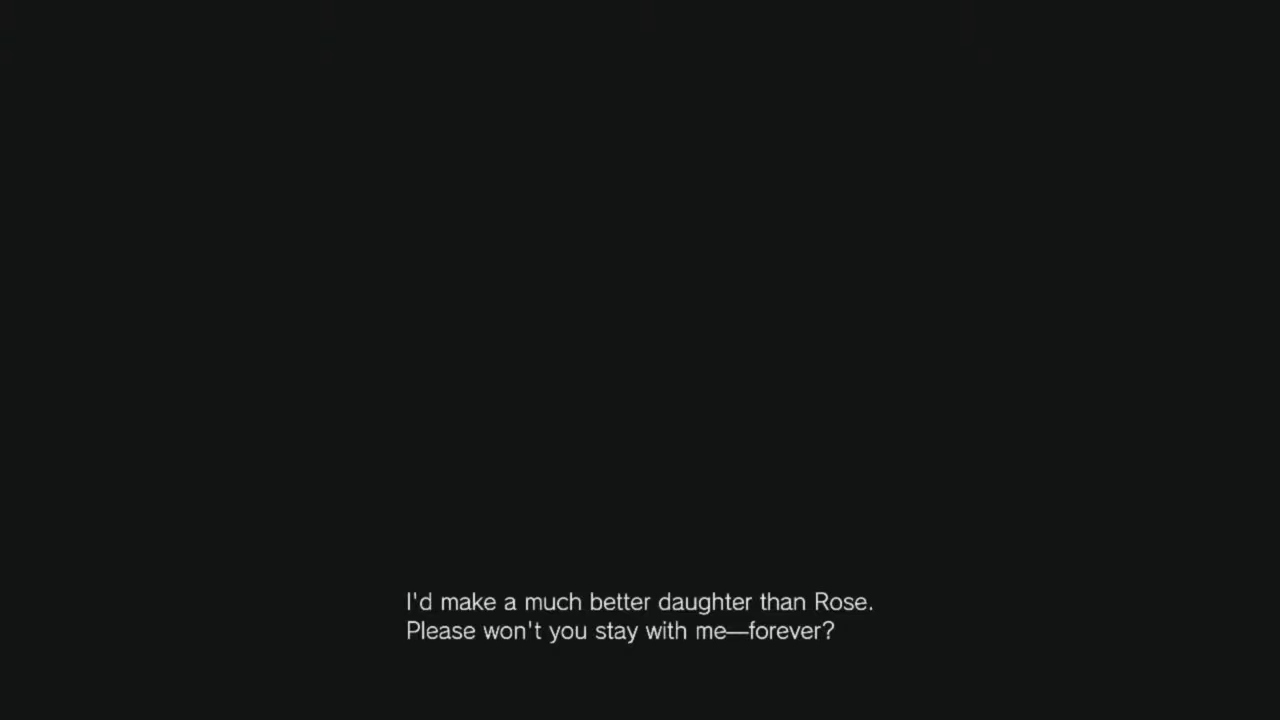 I'd make a much better daughter than Rose.
Please won't you stay with me—forever?